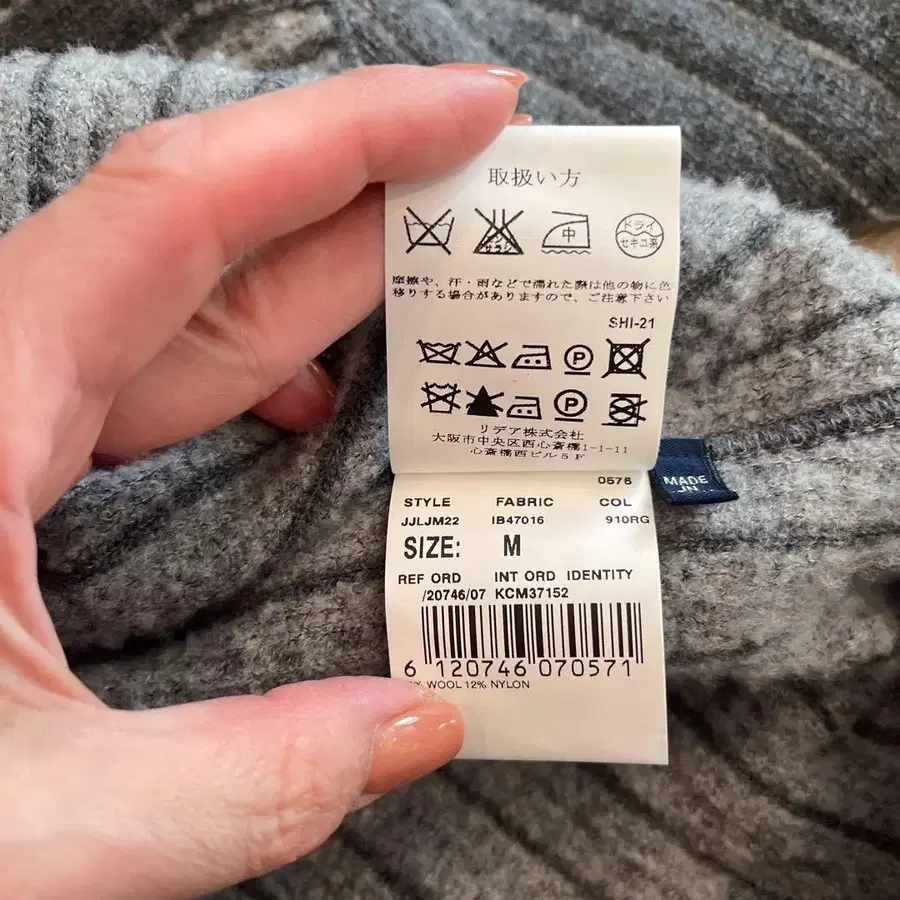 取扱い方
中
ドライ
セキユ系
摩擦や、汗・雨などで濡れた際は他の物に色
移りする場合がありますので、ご注意下さい
SHI-21
P
P
リデア株式会社
大阪市中央区西心斎橋1-1-11
心斎橋西ビル5F
MADE
IN
0578
STYLE FABRIC COL
JJLJM22 IB47016 910RG
SIZE: M
REF ORD INT ORD IDENTITY
/20746/07 KCM37152
6 120746 070571
WOOL 12% NYLON